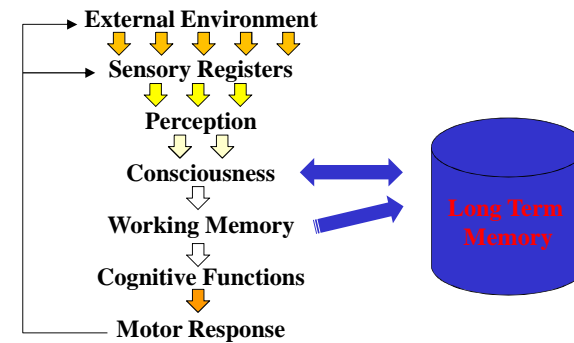 External Environment
Sensory Registers
Perception
Consciousness
Working Memory
Cognitive Functions
Motor Response
Long Term
Memory